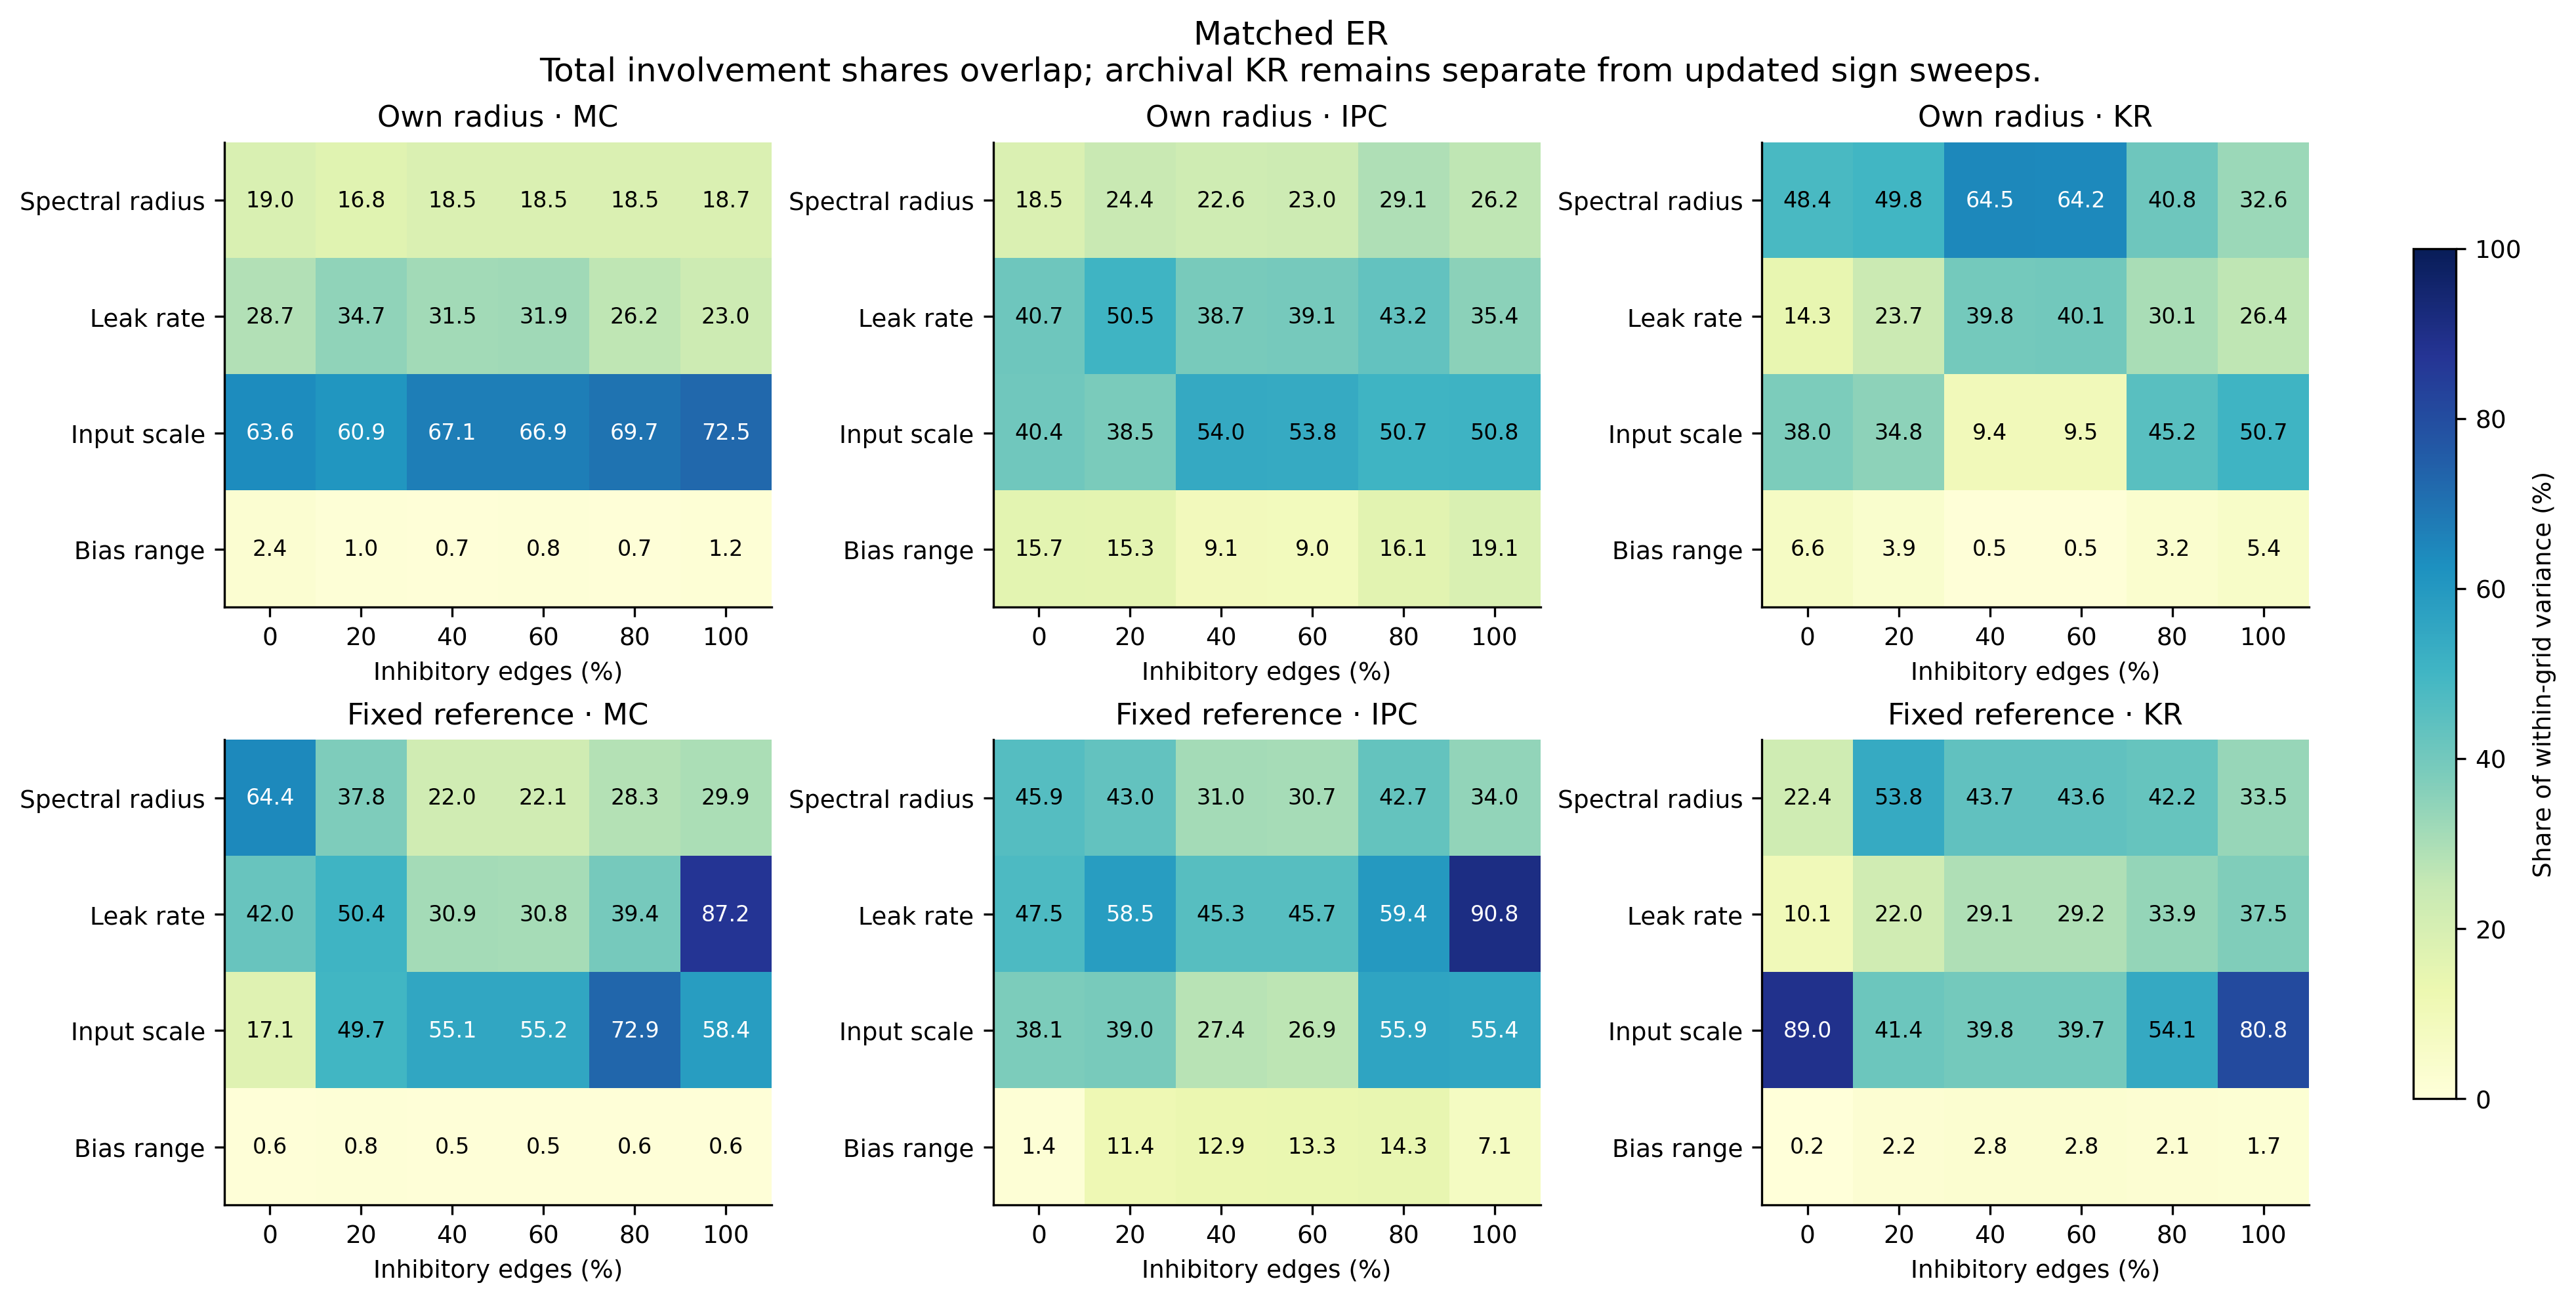 Matched ER
Total involvement shares overlap; archival KR remains separate from updated sign sweeps.
Own radius · MC
Spectral radius 19.0 16.8 18.5 18.5 18.5 18.7
Leak rate 28.7 34.7 31.5 31.9 26.2 23.0
Input scale 63.6 60.9 67.1 66.9 69.7 72.5
Bias range 2.4 1.0 0.7 0.8 0.7 1.2
0 20 40 60 80 100
Inhibitory edges (%)
Own radius · IPC
Spectral radius 18.5 24.4 22.6 23.0 29.1 26.2
Leak rate 40.7 50.5 38.7 39.1 43.2 35.4
Input scale 40.4 38.5 54.0 53.8 50.7 50.8
Bias range 15.7 15.3 9.1 9.0 16.1 19.1
0 20 40 60 80 100
Inhibitory edges (%)
Own radius · KR
Spectral radius 48.4 49.8 64.5 64.2 40.8 32.6
Leak rate 14.3 23.7 39.8 40.1 30.1 26.4
Input scale 38.0 34.8 9.4 9.5 45.2 50.7
Bias range 6.6 3.9 0.5 0.5 3.2 5.4
0 20 40 60 80 100
Inhibitory edges (%)
Fixed reference · MC
Spectral radius 64.4 37.8 22.0 22.1 28.3 29.9
Leak rate 42.0 50.4 30.9 30.8 39.4 87.2
Input scale 17.1 49.7 55.1 55.2 72.9 58.4
Bias range 0.6 0.8 0.5 0.5 0.6 0.6
0 20 40 60 80 100
Inhibitory edges (%)
Fixed reference · IPC
Spectral radius 45.9 43.0 31.0 30.7 42.7 34.0
Leak rate 47.5 58.5 45.3 45.7 59.4 90.8
Input scale 38.1 39.0 27.4 26.9 55.9 55.4
Bias range 1.4 11.4 12.9 13.3 14.3 7.1
0 20 40 60 80 100
Inhibitory edges (%)
Fixed reference · KR
Spectral radius 22.4 53.8 43.7 43.6 42.2 33.5
Leak rate 10.1 22.0 29.1 29.2 33.9 37.5
Input scale 89.0 41.4 39.8 39.7 54.1 80.8
Bias range 0.2 2.2 2.8 2.8 2.1 1.7
0 20 40 60 80 100
Inhibitory edges (%)
100
80
60
40
20
0
Share of within-grid variance (%)